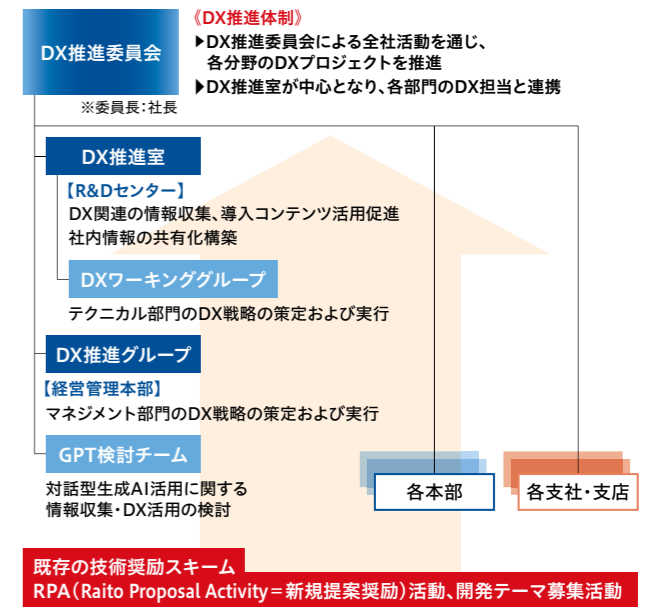 DX推進委員会
※委員長：社長
《DX推進体制》
▶DX推進委員会による全社活動を通じ、
各分野のDXプロジェクトを推進
▶DX推進室が中心となり、各部門のDX担当と連携
DX推進室
【R&Dセンター】
DX関連の情報収集、導入コンテンツ活用促進
社内情報の共有化構築
DXワーキンググループ
テクニカル部門のDX戦略の策定および実行
DX推進グループ
【経営管理本部】
マネジメント部門のDX戦略の策定および実行
GPT検討チーム
対話型生成AI活用に関する
情報収集・DX活用の検討
各本部
各支社・支店
既存の技術奨励スキーム
RPA（Raito Proposal Activity＝新規提案奨励）活動、開発テーマ募集活動